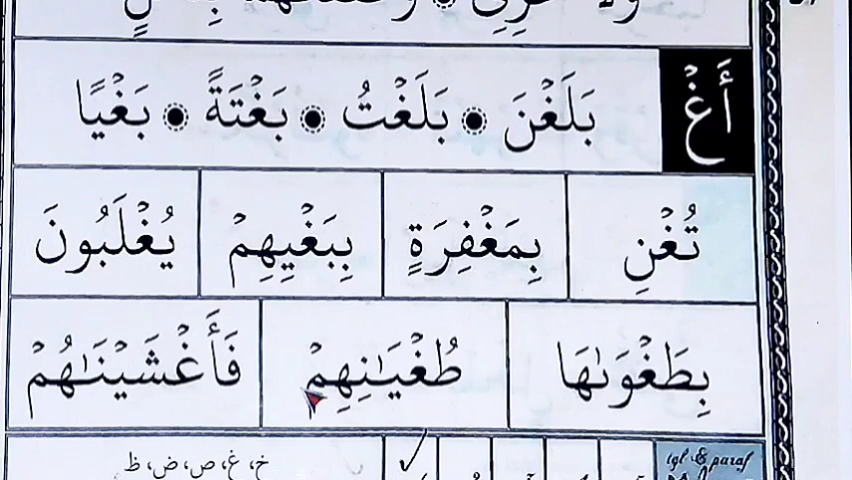 أَغْ بَلَغْنَ ۞ بَلَغْتُ ۞ بَغْتَةً ۞ بَغْيًا
تُغْنِ بِمَغْفِرَةٍ بِبَغْيِهِمْ يُغْلَبُونَ
بِطَغْوَىٰهَا طُغْيَـٰنِهِمْ فَأَغْشَيْنَـٰهُمْ
خ، غ، ص، ض، ظ